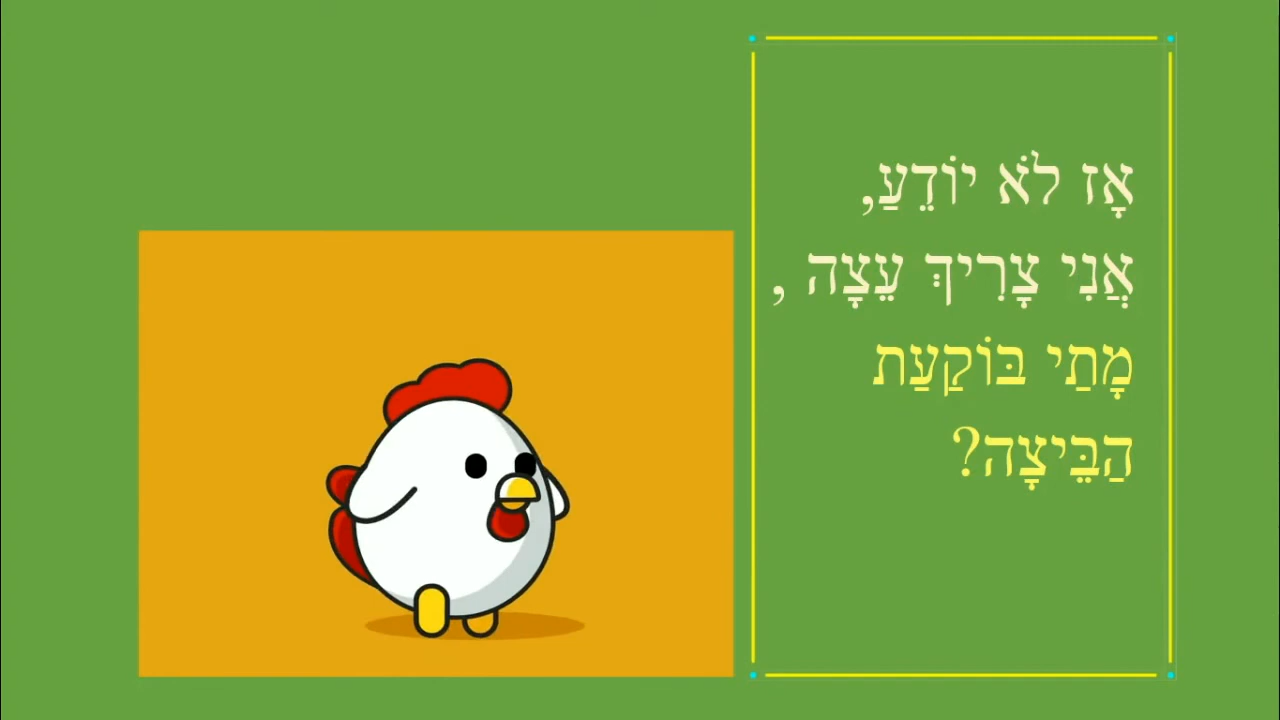 אָז לֹא יוֹדֵעַ,
אֲנִי צָרִיךְ עֵצָה ,
מָתַי בּוֹקַעַת
הַבֵּיצָה?